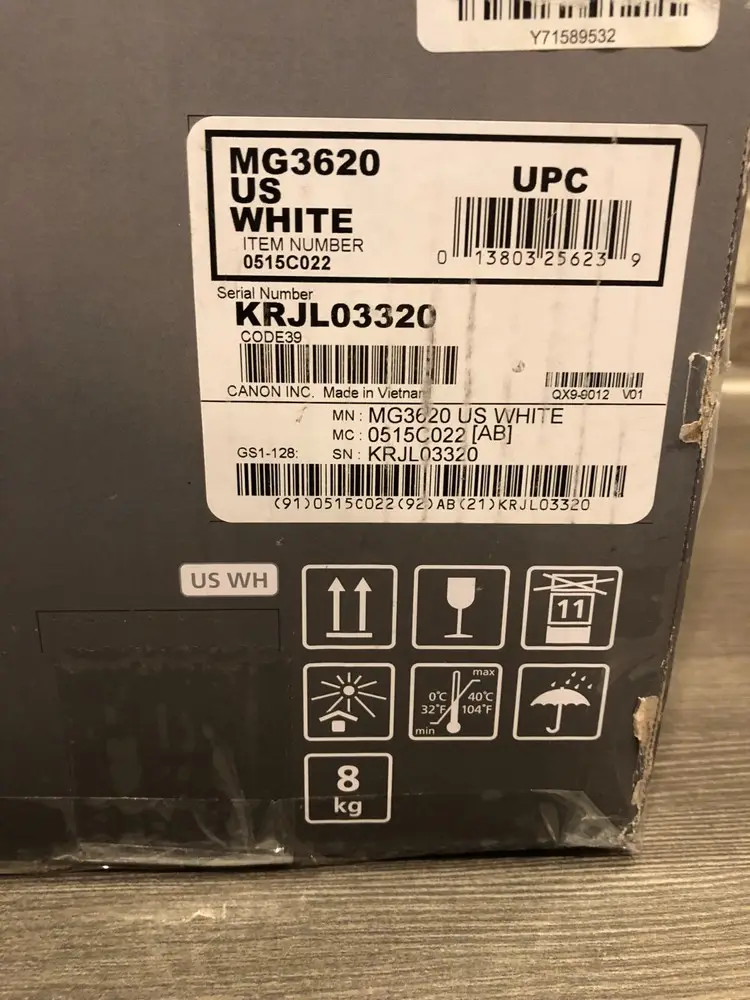 Y71589532
MG3620
US
WHITE
ITEM NUMBER
0515C022
UPC
0 13803 25623 9
Serial Number
KRJL03320
CODE39
CANON INC. Made in Vietnam
QX9-9012 V01
MN : MG3620 US WHITE
MC : 0515C022 [AB]
GS1-128: SN : KRJL03320
(91)0515C022(92)AB(21)KRJL03320
US WH
11
max
0°C 40°C
32°F 104°F
min
8
kg